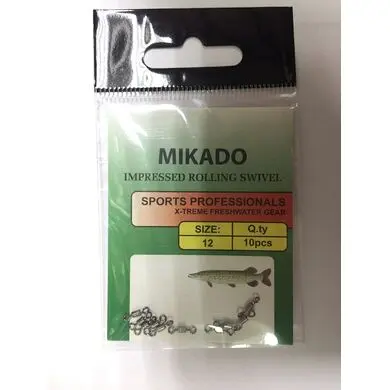 MIKADO
IMPRESSED ROLLING SWIVEL
SPORTS PROFESSIONALS
X-TREME FRESHWATER GEAR
SIZE: Q.ty
12 10pcs